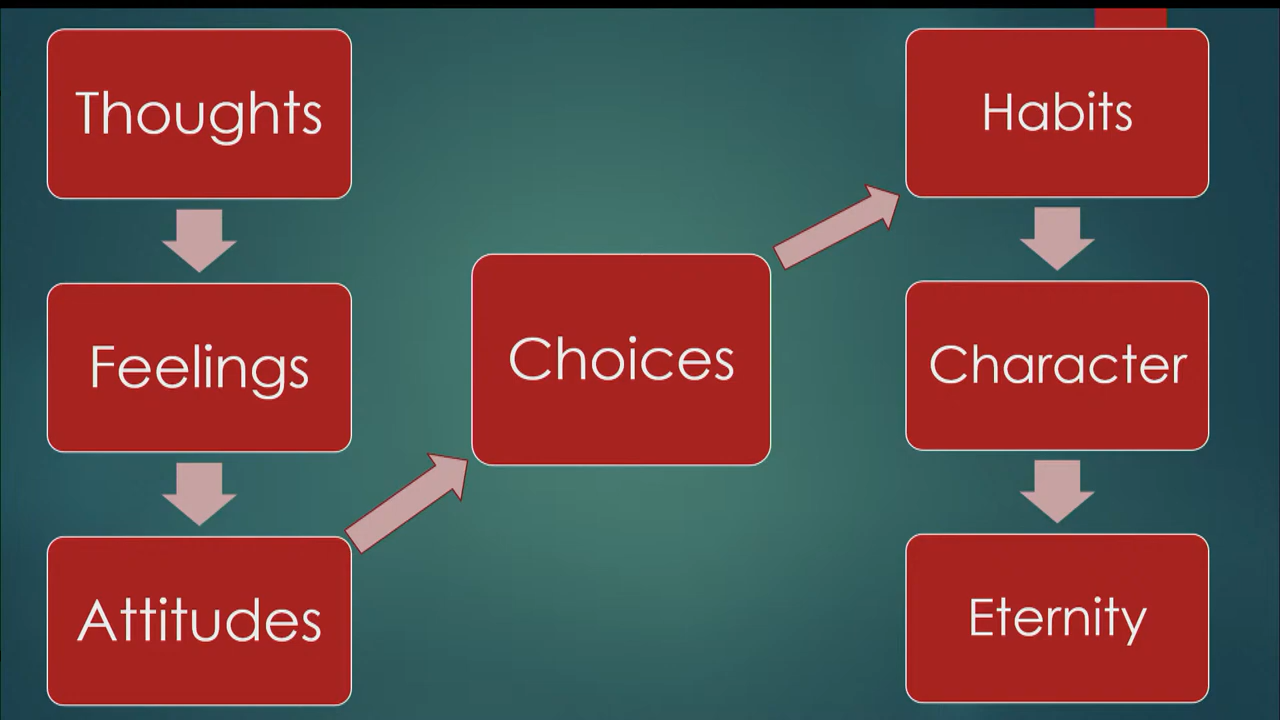 Thoughts
Feelings
Attitudes
Choices
Habits
Character
Eternity